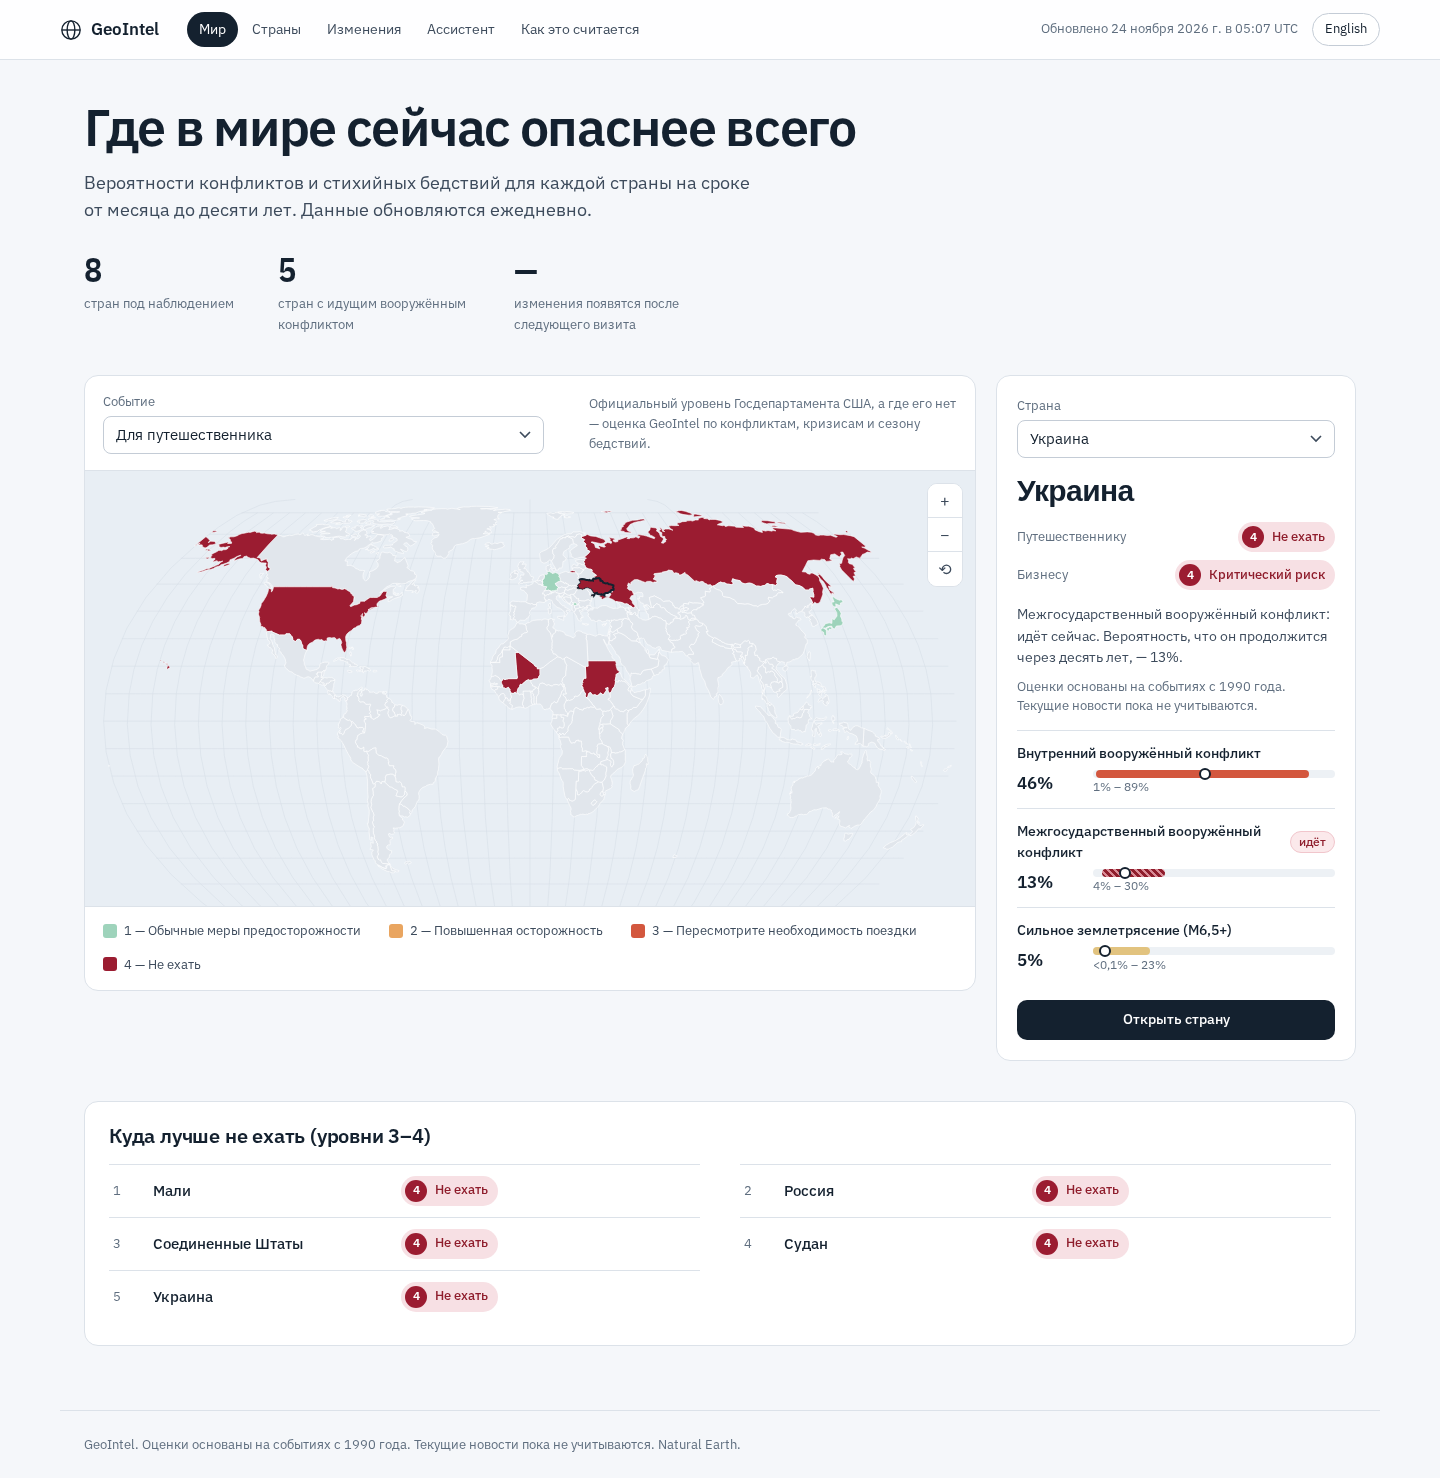 GeoIntel
Мир
Страны
Изменения
Ассистент
Как это считается
Обновлено 24 ноября 2026 г. в 05:07 UTC
English
Где в мире сейчас опаснее всего
Вероятности конфликтов и стихийных бедствий для каждой страны на сроке
от месяца до десяти лет. Данные обновляются ежедневно.
8
стран под наблюдением
5
стран с идущим вооружённым
конфликтом
—
изменения появятся после
следующего визита
Событие
Для путешественника
Официальный уровень Госдепартамента США, а где его нет
— оценка GeoIntel по конфликтам, кризисам и сезону
бедствий.
+
−
⟲
1 — Обычные меры предосторожности
2 — Повышенная осторожность
3 — Пересмотрите необходимость поездки
4 — Не ехать
Страна
Украина
Украина
Путешественнику
4 Не ехать
Бизнесу
4 Критический риск
Межгосударственный вооружённый конфликт:
идёт сейчас. Вероятность, что он продолжится
через десять лет, — 13%.
Оценки основаны на событиях с 1990 года.
Текущие новости пока не учитываются.
Внутренний вооружённый конфликт
46%
1% – 89%
Межгосударственный вооружённый
конфликт
идёт
13%
4% – 30%
Сильное землетрясение (M6,5+)
5%
<0,1% – 23%
Открыть страну
Куда лучше не ехать (уровни 3–4)
1 Мали 4 Не ехать
2 Россия 4 Не ехать
3 Соединенные Штаты 4 Не ехать
4 Судан 4 Не ехать
5 Украина 4 Не ехать
GeoIntel. Оценки основаны на событиях с 1990 года. Текущие новости пока не учитываются. Natural Earth.